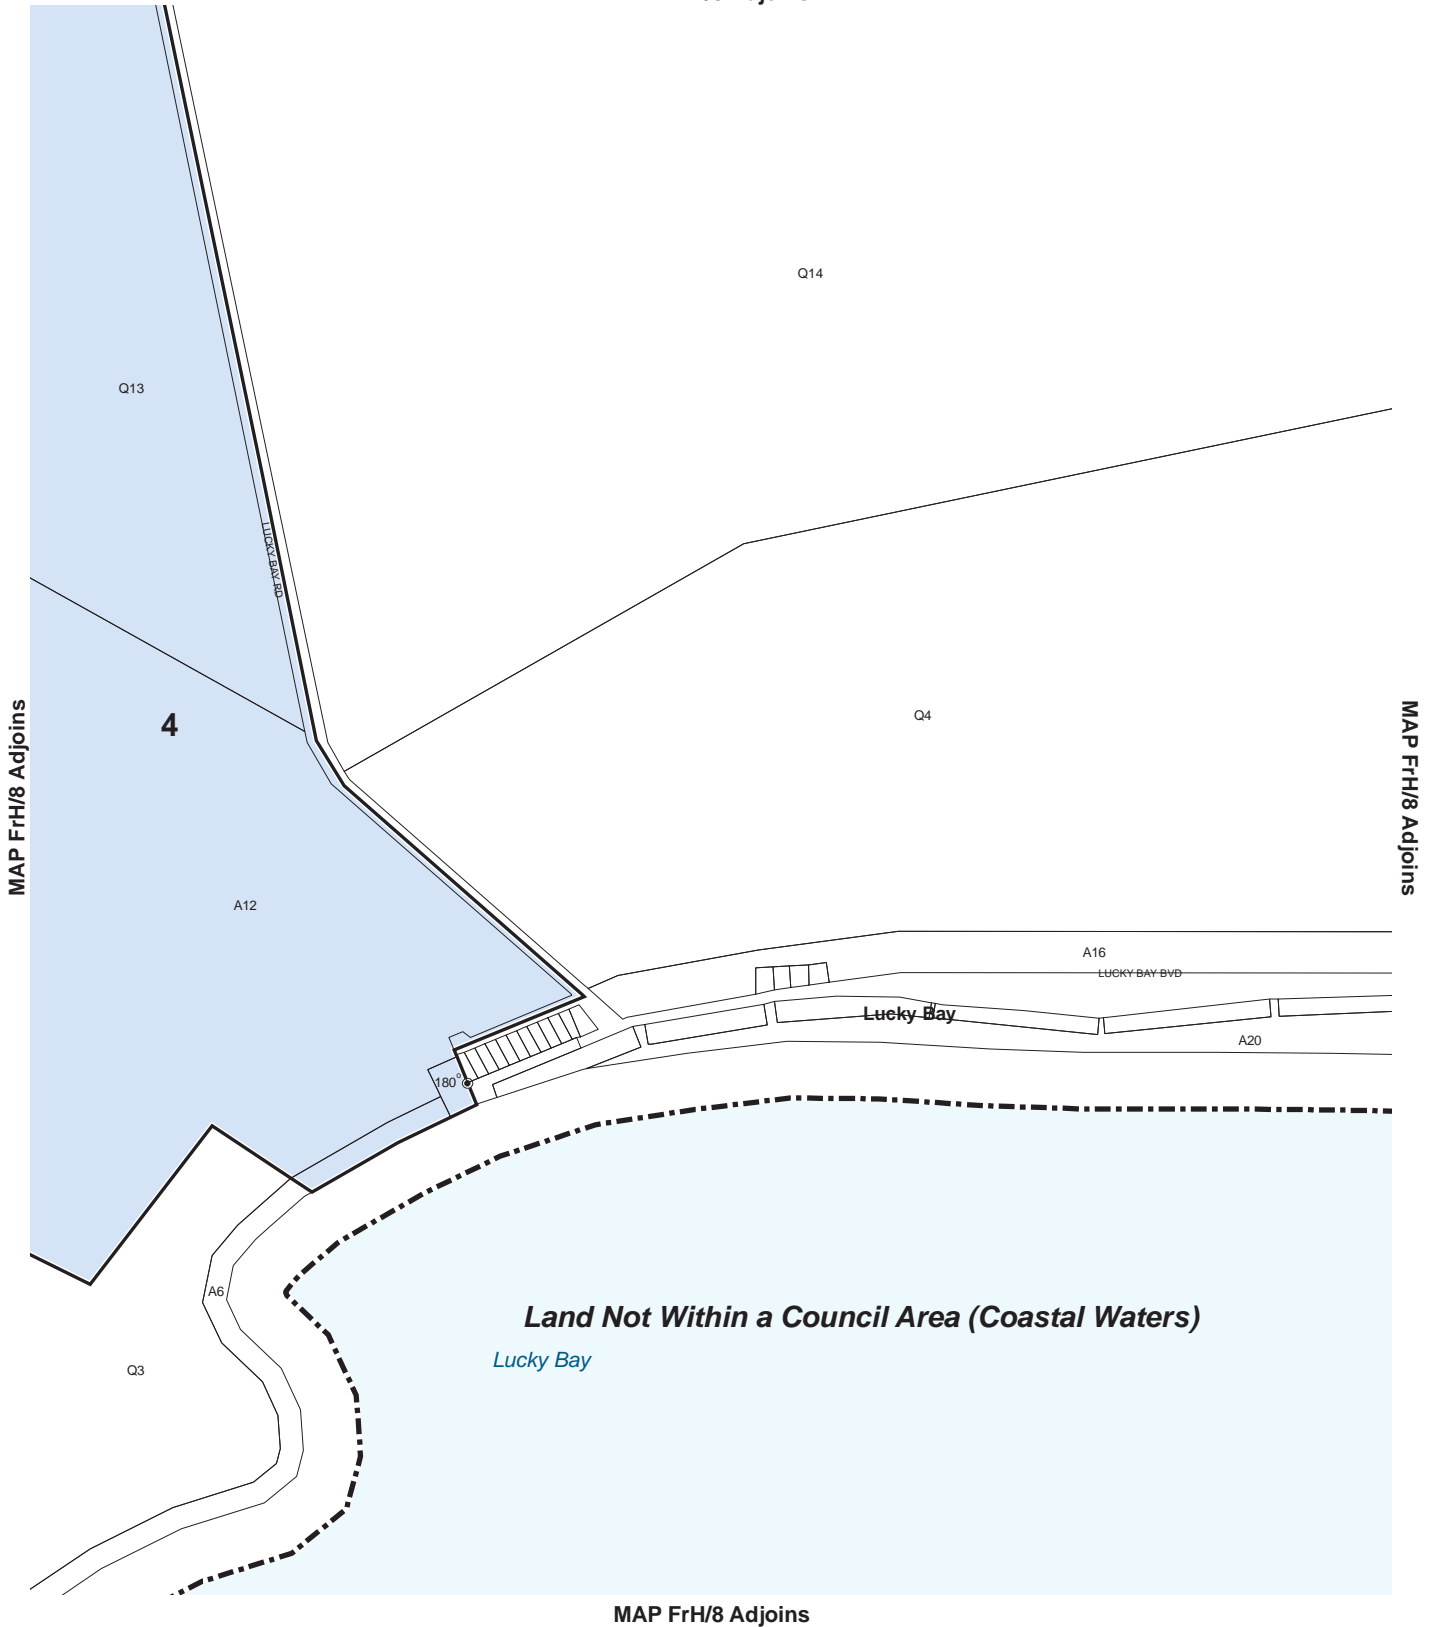 Q14
Q13
LUCKY BAY RD
4
Q4
MAP FrH/8 Adjoins
MAP FrH/8 Adjoins
A12
A16
LUCKY BAY BVD
Lucky Bay
A20
180°
A6
Land Not Within a Council Area (Coastal Waters)
Lucky Bay
Q3
MAP FrH/8 Adjoins